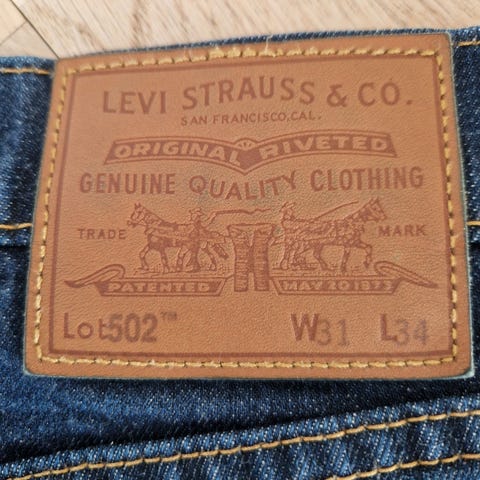 LEVI STRAUSS & CO.
SAN FRANCISCO, CAL.
ORIGINAL RIVETED
GENUINE QUALITY CLOTHING
TRADE MARK
PATENTED MAY 20 1873
Lot 502™ W31 L34